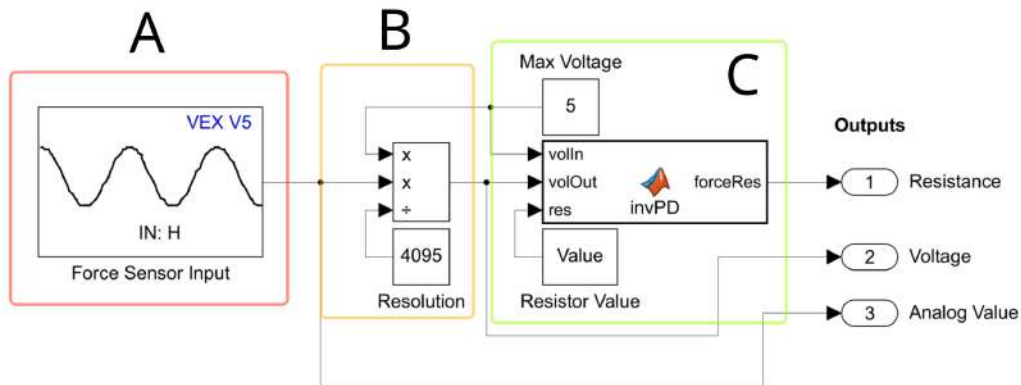 A
B
C
VEX V5
IN: H
Force Sensor Input
x
x
÷
4095
Resolution
Max Voltage
5
volIn
volOut
res
forceRes
invPD
Value
Resistor Value
Outputs
1
Resistance
2
Voltage
3
Analog Value